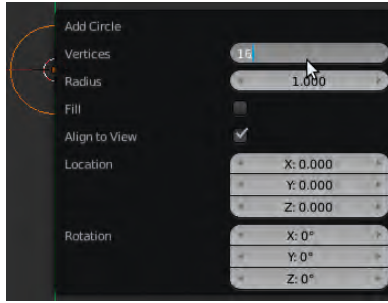 Add Circle
Vertices 16
Radius 1.000
Fill
Align to View
Location X: 0.000
Y: 0.000
Z: 0.000
Rotation X: 0°
Y: 0°
Z: 0°